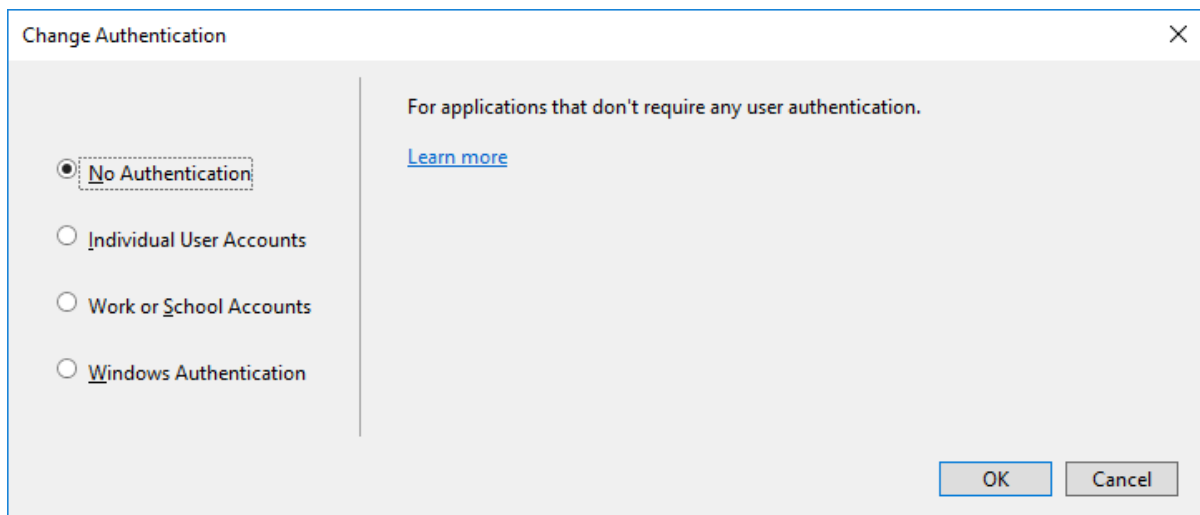 Change Authentication
No Authentication
Individual User Accounts
Work or School Accounts
Windows Authentication
For applications that don't require any user authentication.
Learn more
OK
Cancel